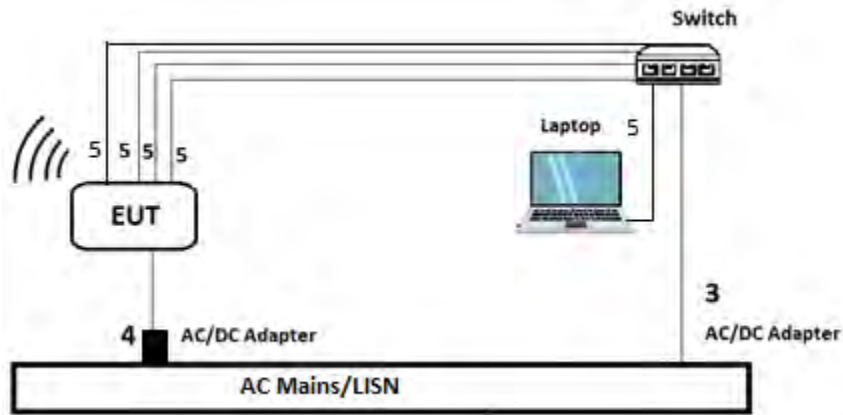 Switch
Laptop 5
5 5 5 5
EUT
3
4 AC/DC Adapter
AC/DC Adapter
AC Mains/LISN